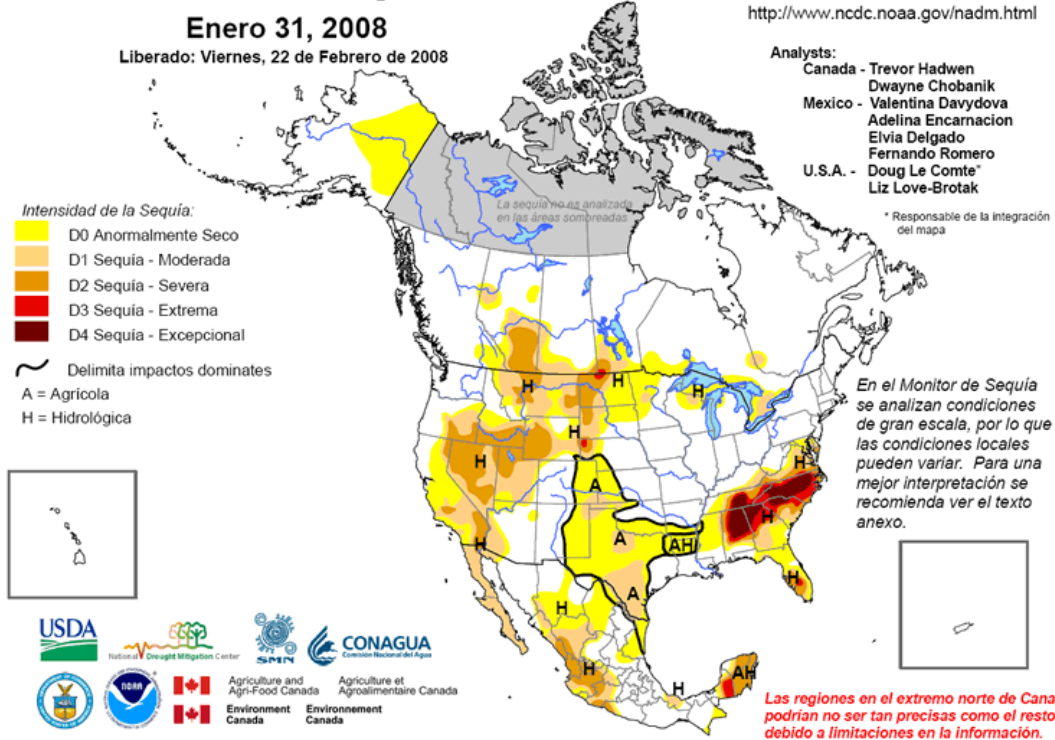 Enero 31, 2008
Liberado: Viernes, 22 de Febrero de 2008
http://www.ncdc.noaa.gov/nadm.html
Analysts:
Canada - Trevor Hadwen
Dwayne Chobanik
Mexico - Valentina Davydova
Adelina Encarnacion
Elvia Delgado
Fernando Romero
U.S.A. - Doug Le Comte*
Liz Love-Brotak
* Responsable de la integración
del mapa
La sequía no es analizada
en las áreas sombreadas
Intensidad de la Sequía:
D0 Anormalmente Seco
D1 Sequía - Moderada
D2 Sequía - Severa
D3 Sequía - Extrema
D4 Sequía - Excepcional
Delimita impactos dominates
A = Agrícola
H = Hidrológica
H
H
H
H
H
H
A
A
AH
H
H
H
A
H
H
AH
H
En el Monitor de Sequía
se analizan condiciones
de gran escala, por lo que
las condiciones locales
pueden variar. Para una
mejor interpretación se
recomienda ver el texto
anexo.
USDA
National Drought Mitigation Center
SMN
CONAGUA
Comisión Nacional del Agua
NOAA
Agriculture and
Agri-Food Canada
Agriculture et
Agroalimentaire Canada
Environment
Canada
Environnement
Canada
Las regiones en el extremo norte de Cana
podrían no ser tan precisas como el resto
debido a limitaciones en la información.